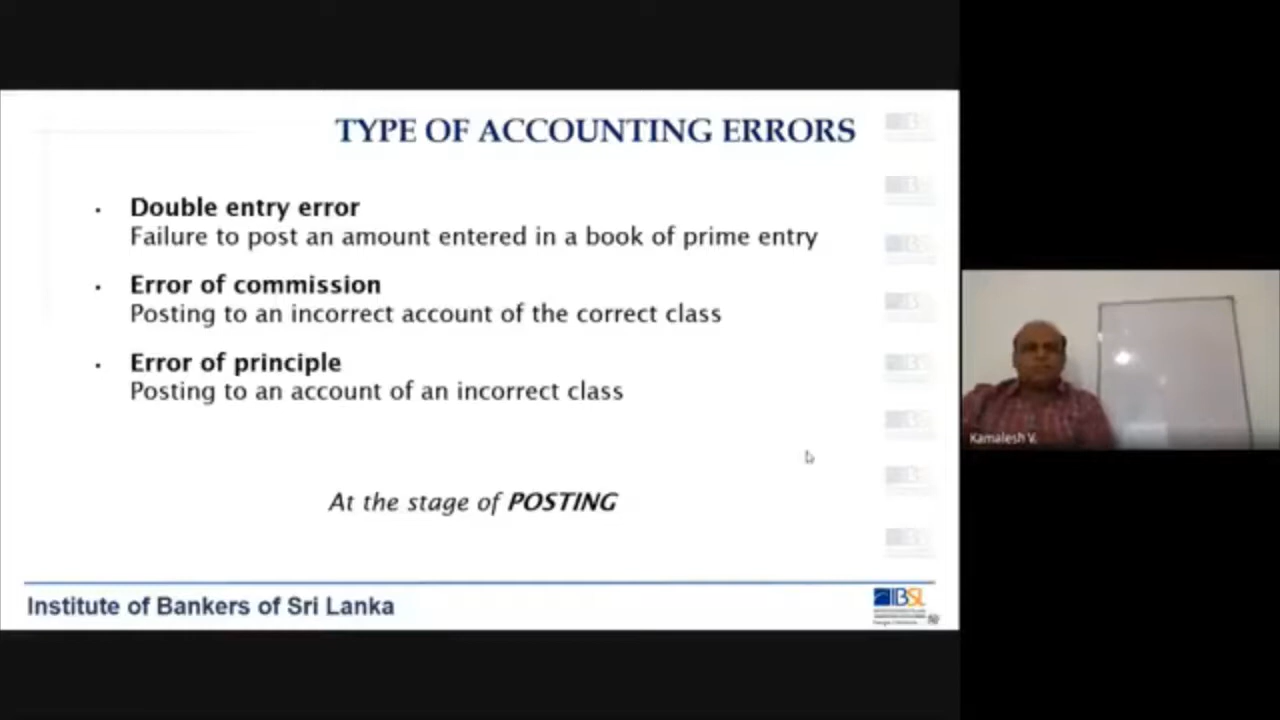 TYPE OF ACCOUNTING ERRORS
• Double entry error
Failure to post an amount entered in a book of prime entry
• Error of commission
Posting to an incorrect account of the correct class
• Error of principle
Posting to an account of an incorrect class
At the stage of POSTING
Institute of Bankers of Sri Lanka
IBSL
Kamalesh V.